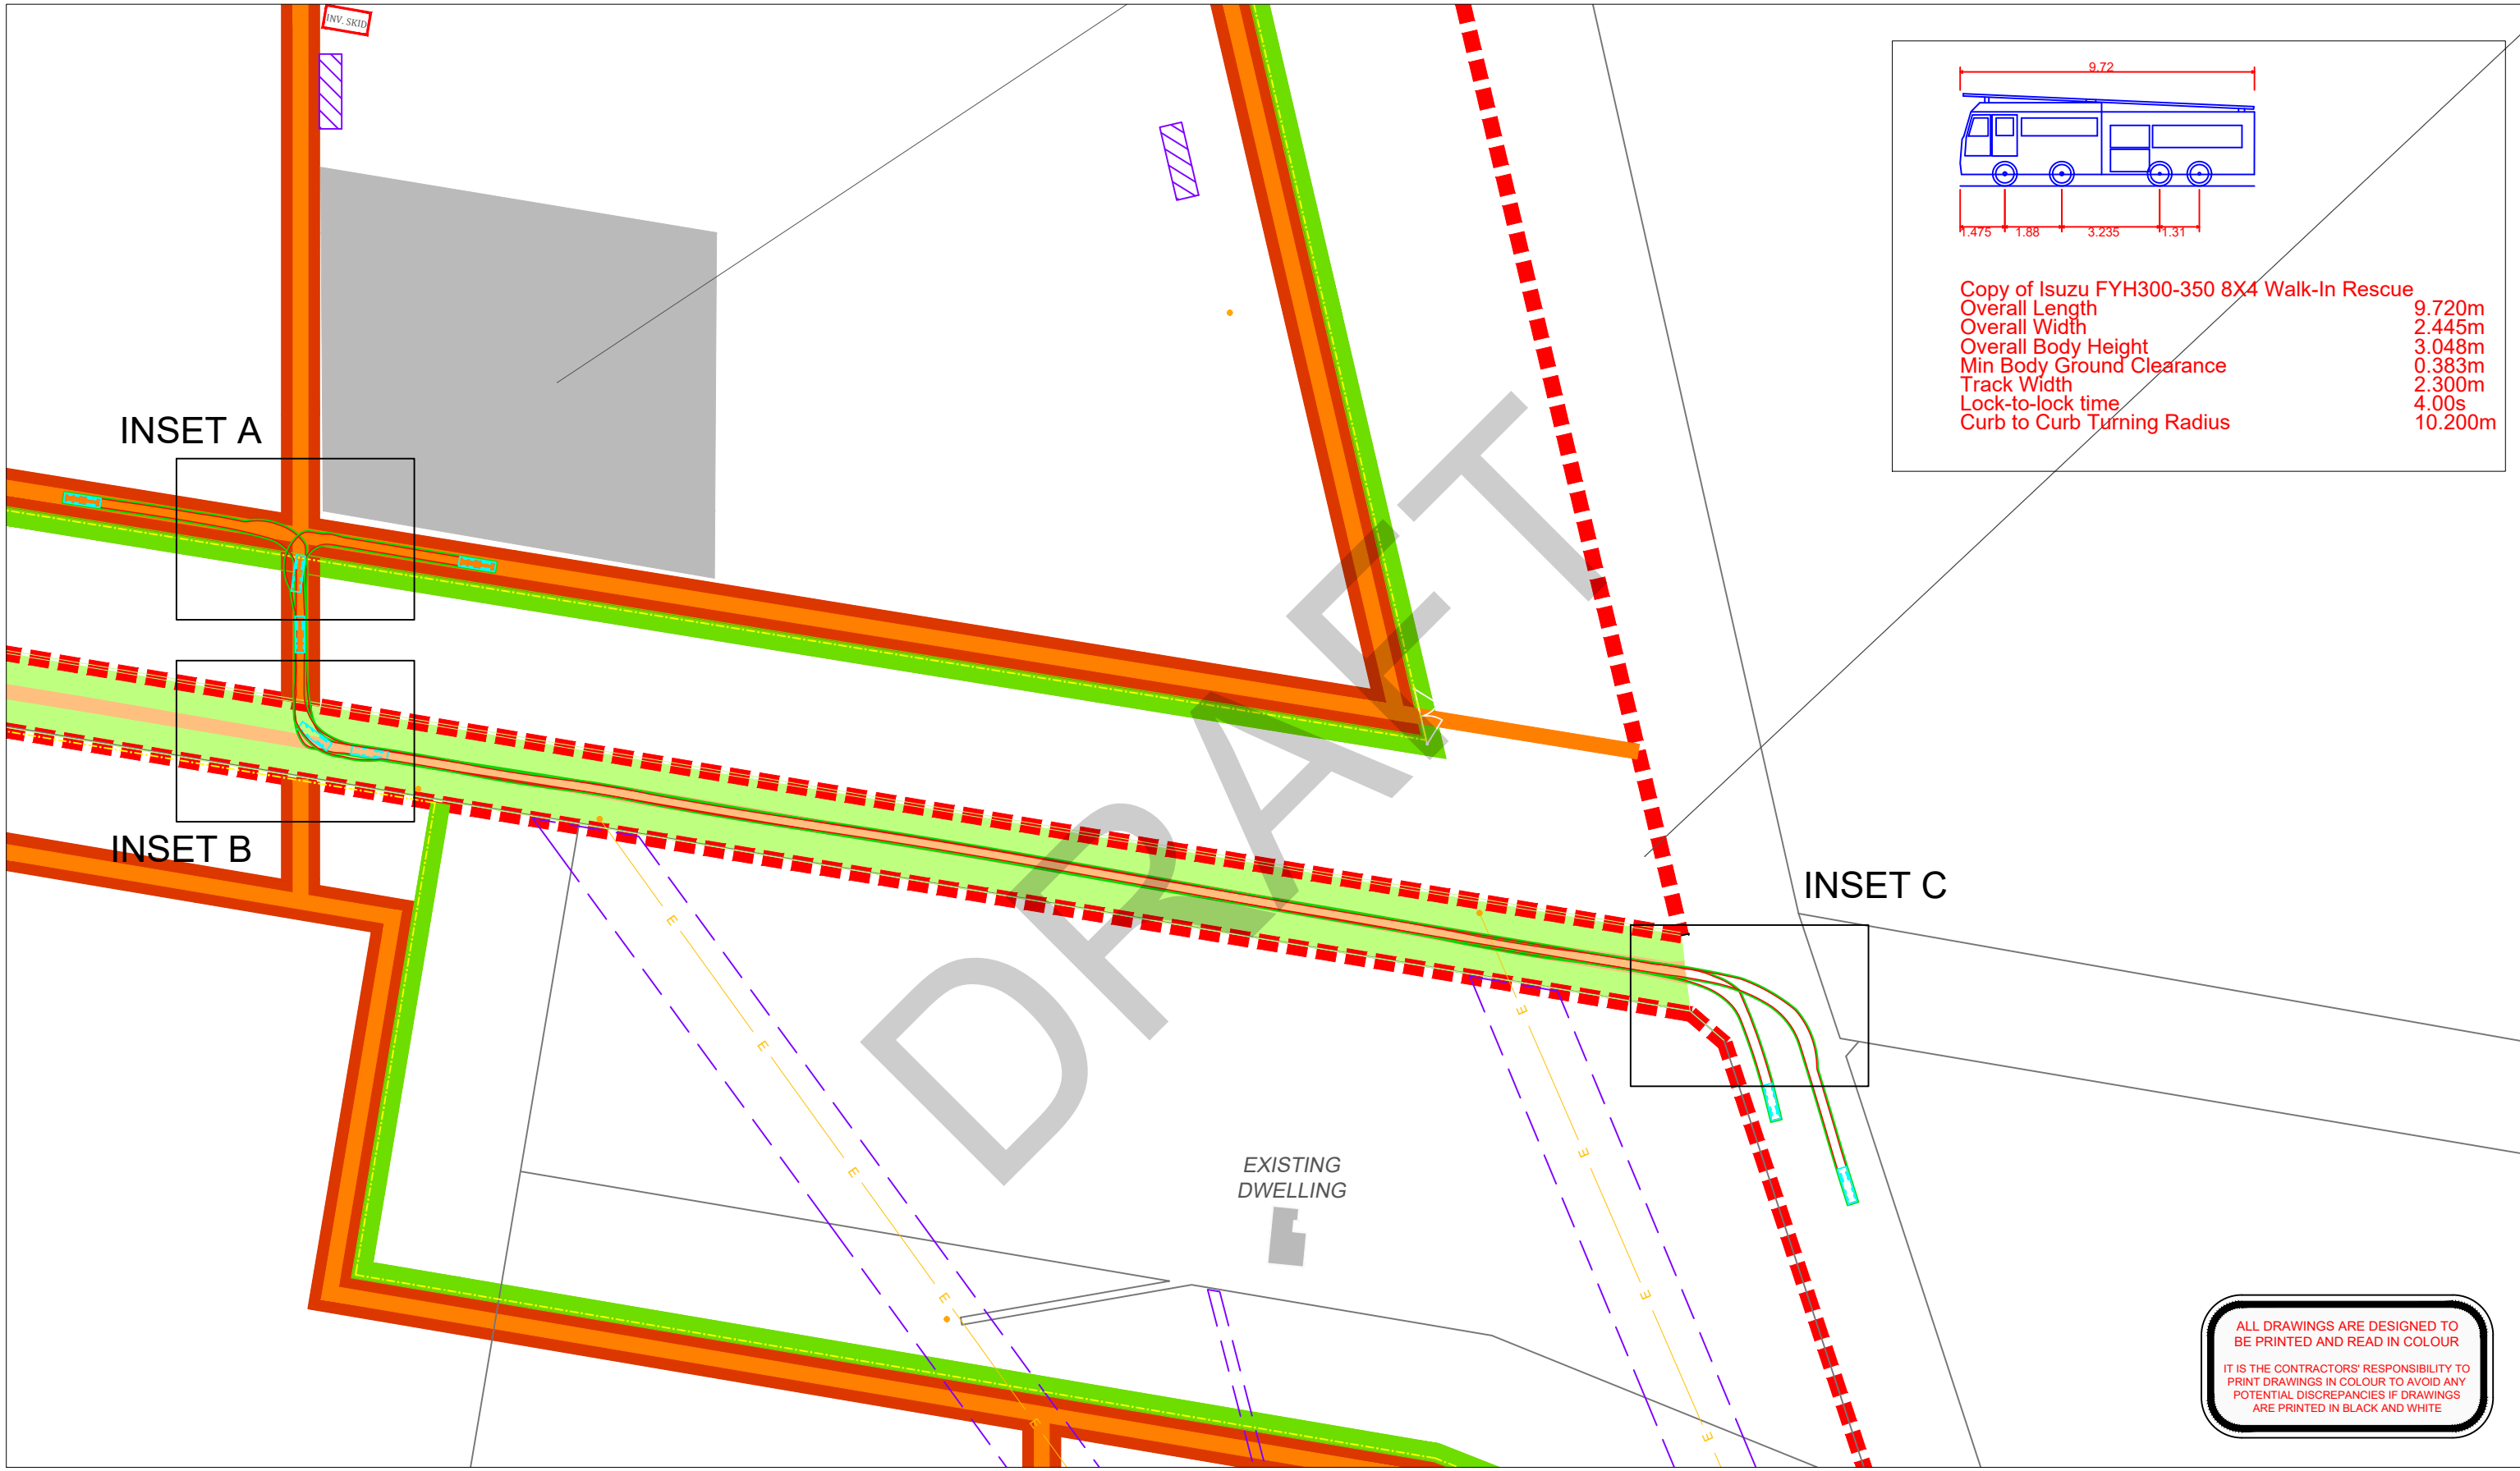 INV. SKID
9.72
1.475 1.88 3.235 1.31
Copy of Isuzu FYH300-350 8X4 Walk-In Rescue
Overall Length 9.720m
Overall Width 2.445m
Overall Body Height 3.048m
Min Body Ground Clearance 0.383m
Track Width 2.300m
Lock-to-lock time 4.00s
Curb to Curb Turning Radius 10.200m
INSET A
INSET B
INSET C
DRAFT
E
E
E
E
E
E
E
E
E
EXISTING
DWELLING
ALL DRAWINGS ARE DESIGNED TO
BE PRINTED AND READ IN COLOUR
IT IS THE CONTRACTORS' RESPONSIBILITY TO
PRINT DRAWINGS IN COLOUR TO AVOID ANY
POTENTIAL DISCREPANCIES IF DRAWINGS
ARE PRINTED IN BLACK AND WHITE